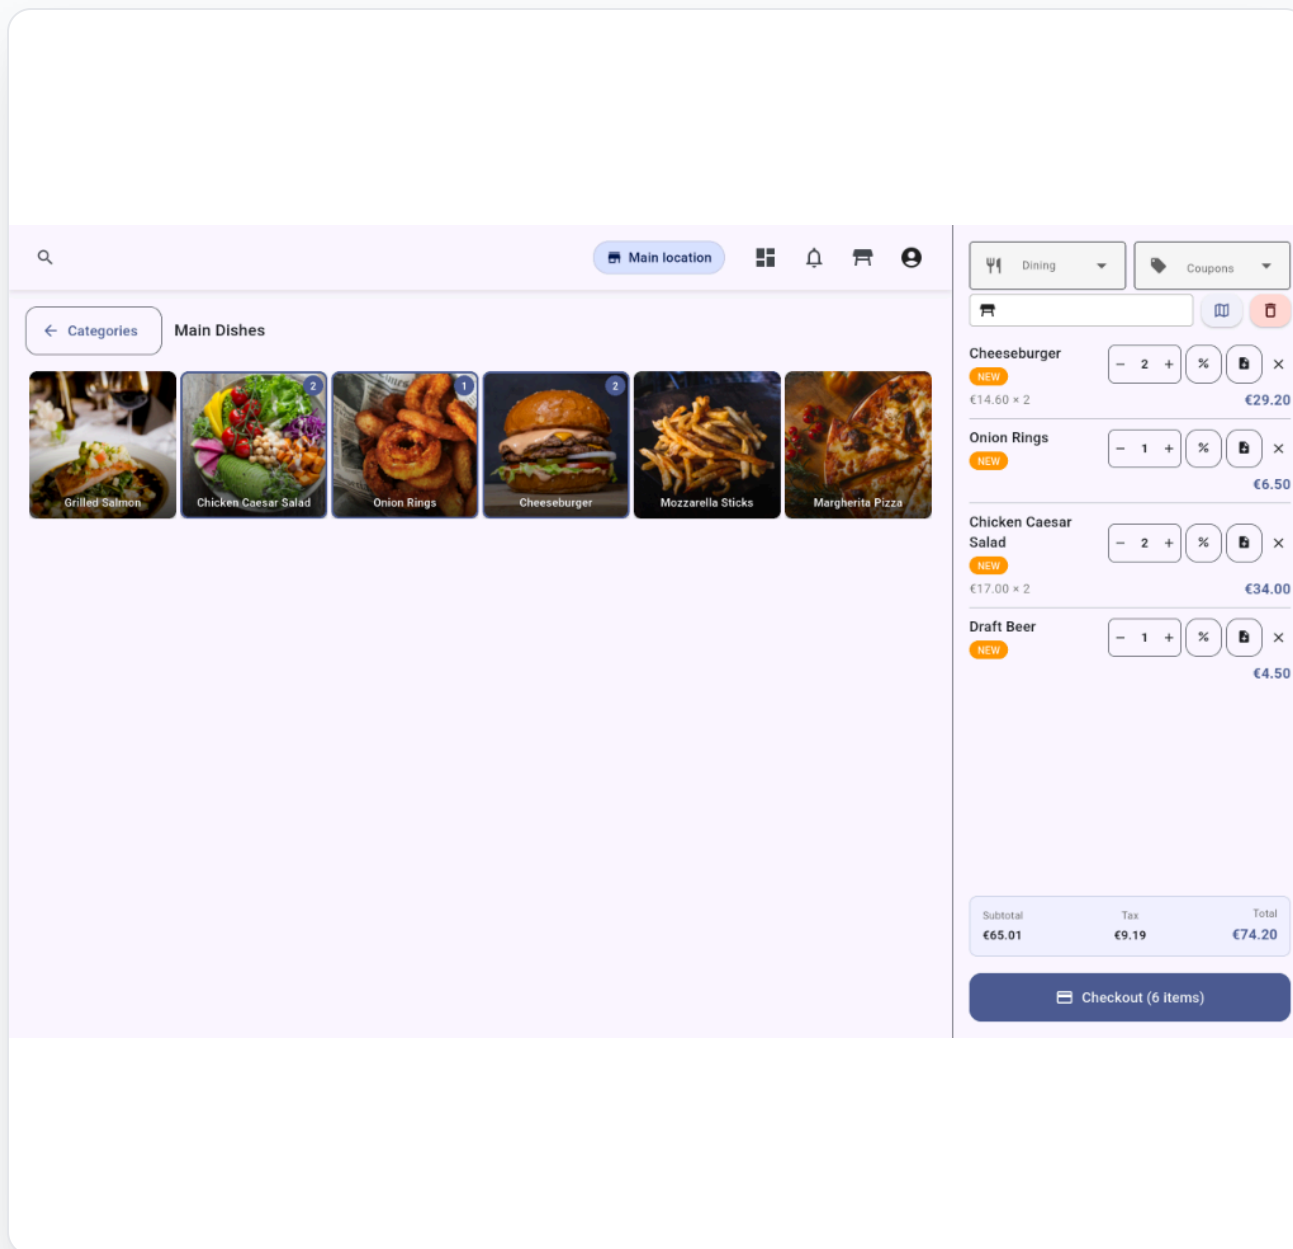 Main location
Categories
Main Dishes
Grilled Salmon
2
Chicken Caesar Salad
1
Onion Rings
2
Cheeseburger
Mozzarella Sticks
Margherita Pizza
Dining
Coupons
Cheeseburger
NEW
− 2 + %
€14.60 × 2
€29.20
Onion Rings
NEW
− 1 + %
€6.50
Chicken Caesar
Salad
NEW
− 2 + %
€17.00 × 2
€34.00
Draft Beer
NEW
− 1 + %
€4.50
Subtotal
€65.01
Tax
€9.19
Total
€74.20
Checkout (6 items)